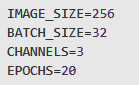 IMAGE_SIZE=256
BATCH_SIZE=32
CHANNELS=3
EPOCHS=20